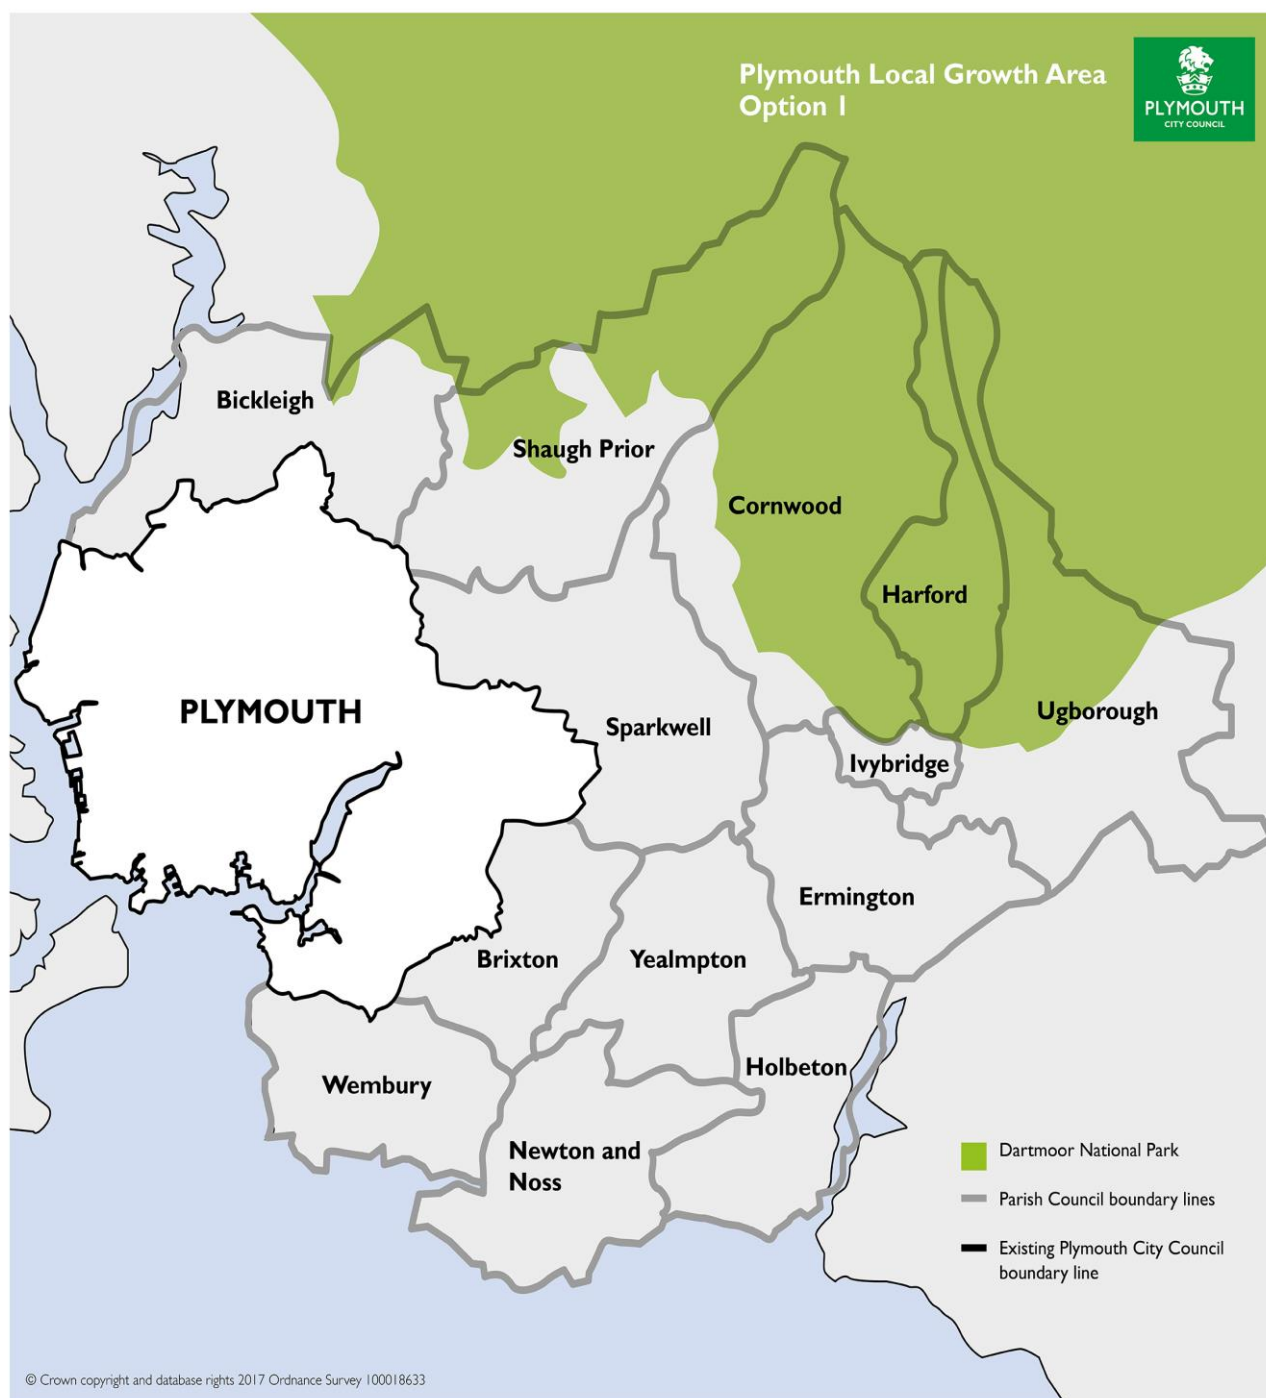 Plymouth Local Growth Area
Option 1
PLYMOUTH
CITY COUNCIL
Bickleigh
Shaugh Prior
Cornwood
Harford
PLYMOUTH
Sparkwell
Ugborough
Ivybridge
Ermington
Brixton
Yealmpton
Holbeton
Wembury
Newton and
Noss
Dartmoor National Park
Parish Council boundary lines
Existing Plymouth City Council
boundary line
© Crown copyright and database rights 2017 Ordnance Survey 100018633